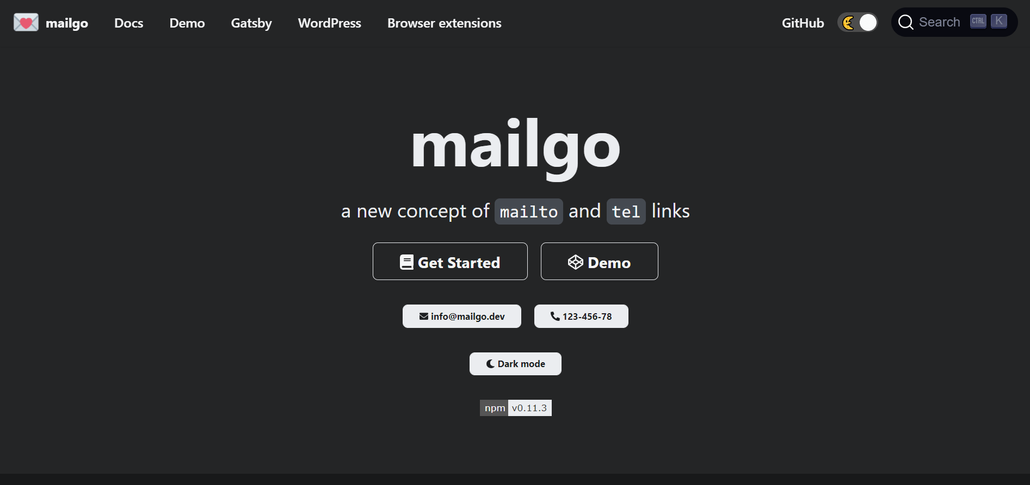 mailgo Docs Demo Gatsby WordPress Browser extensions GitHub Search CTRL K
mailgo
a new concept of mailto and tel links
Get Started Demo
info@mailgo.dev 123-456-78
Dark mode
npm v0.11.3